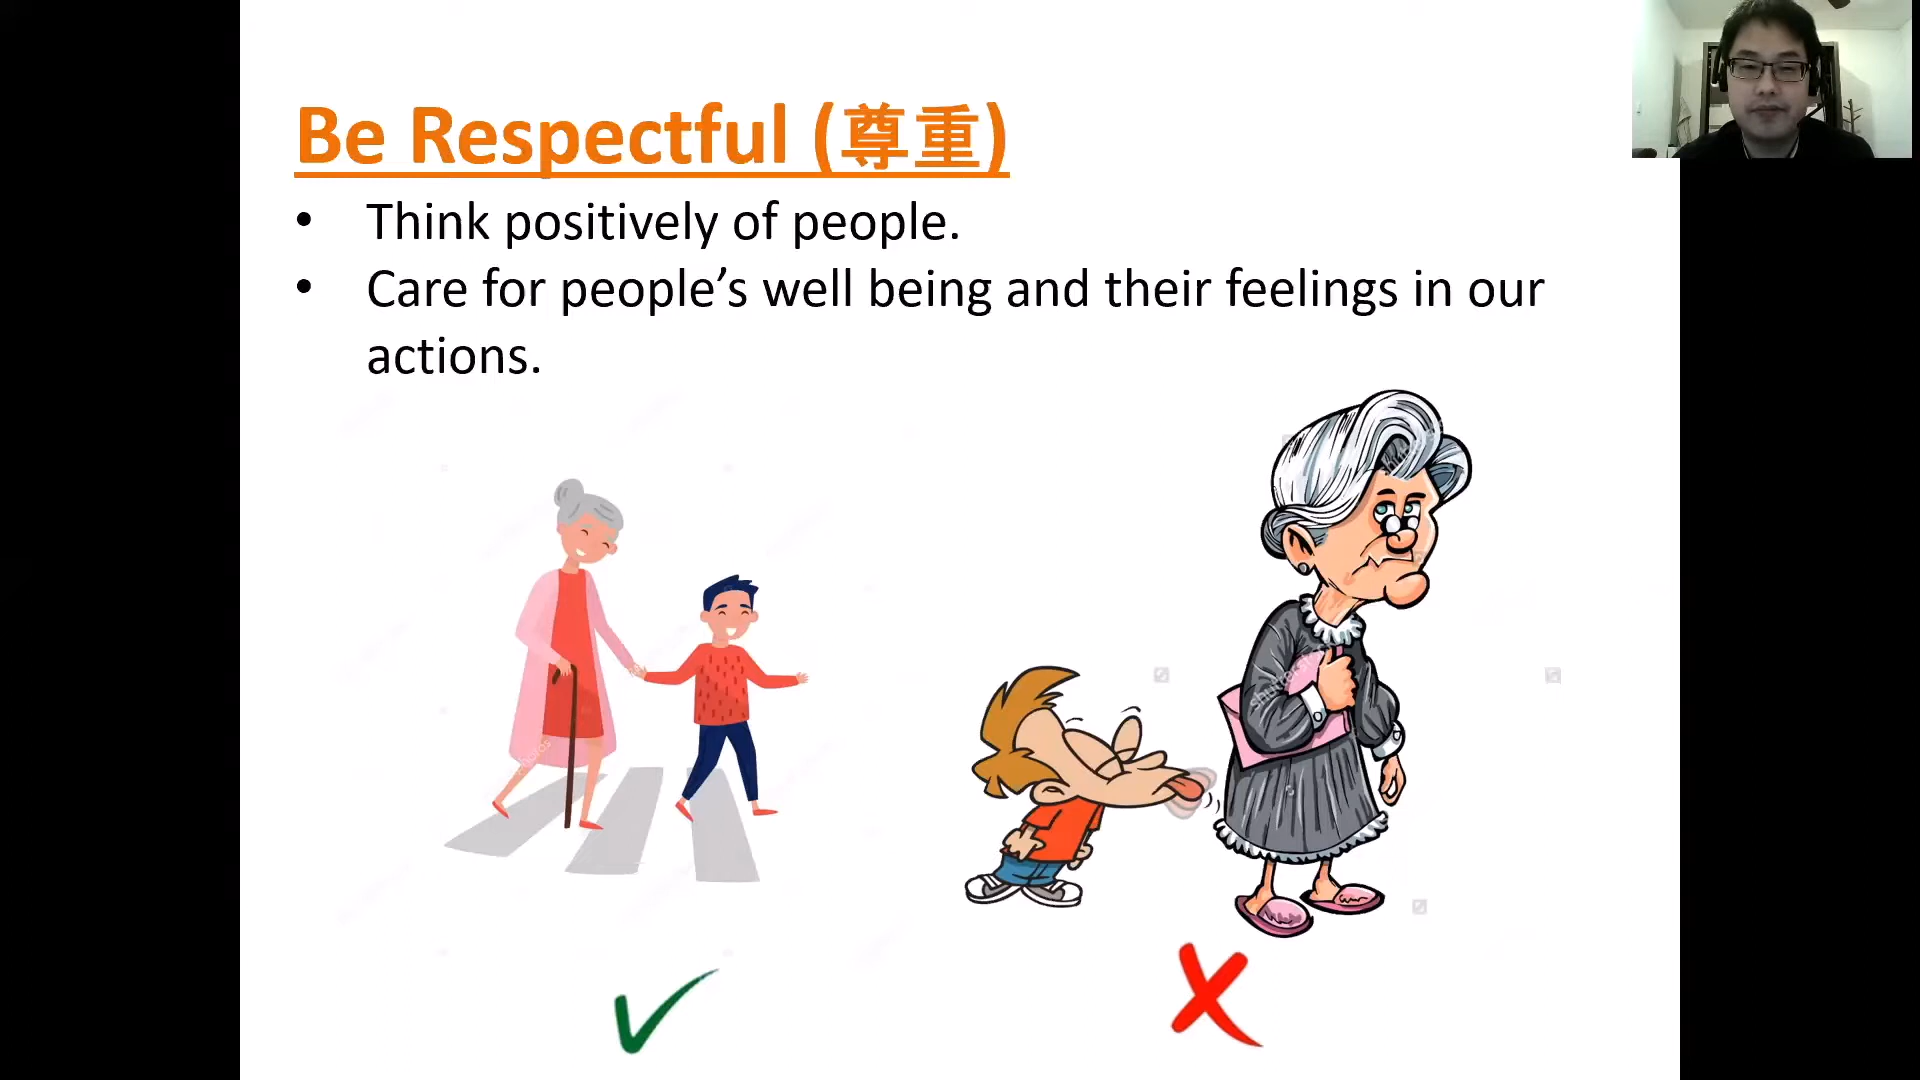 Be Respectful (尊重)
• Think positively of people.
• Care for people’s well being and their feelings in our
actions.